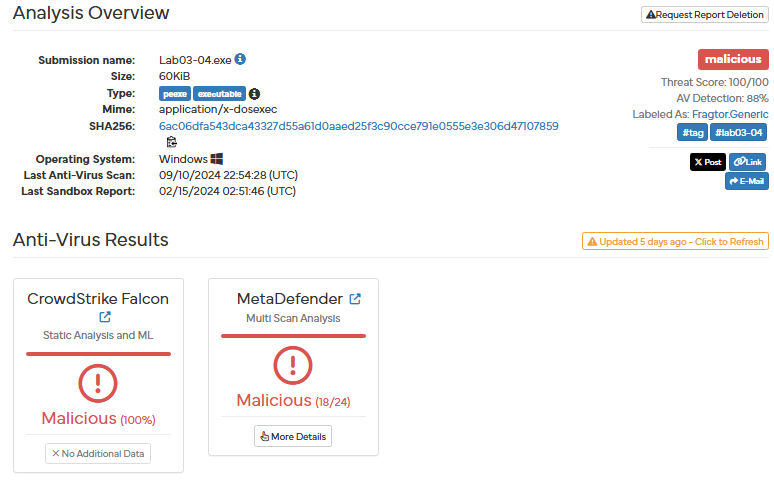 Analysis Overview
Request Report Deletion
Submission name: Lab03-04.exe
Size: 60KiB
Type: peexe executable
Mime: application/x-dosexec
SHA256: 6ac06dfa543dca43327d55a61d0aaed25f3c90cce791e0555e3e306d47107859
Operating System: Windows
Last Anti-Virus Scan: 09/10/2024 22:54:28 (UTC)
Last Sandbox Report: 02/15/2024 02:51:46 (UTC)
malicious
Threat Score: 100/100
AV Detection: 88%
Labeled As: Fragtor.Generic
#tag #lab03-04
X Post Link
E-Mail
Anti-Virus Results
Updated 5 days ago - Click to Refresh
CrowdStrike Falcon
Static Analysis and ML
Malicious (100%)
No Additional Data
MetaDefender
Multi Scan Analysis
Malicious (18/24)
More Details